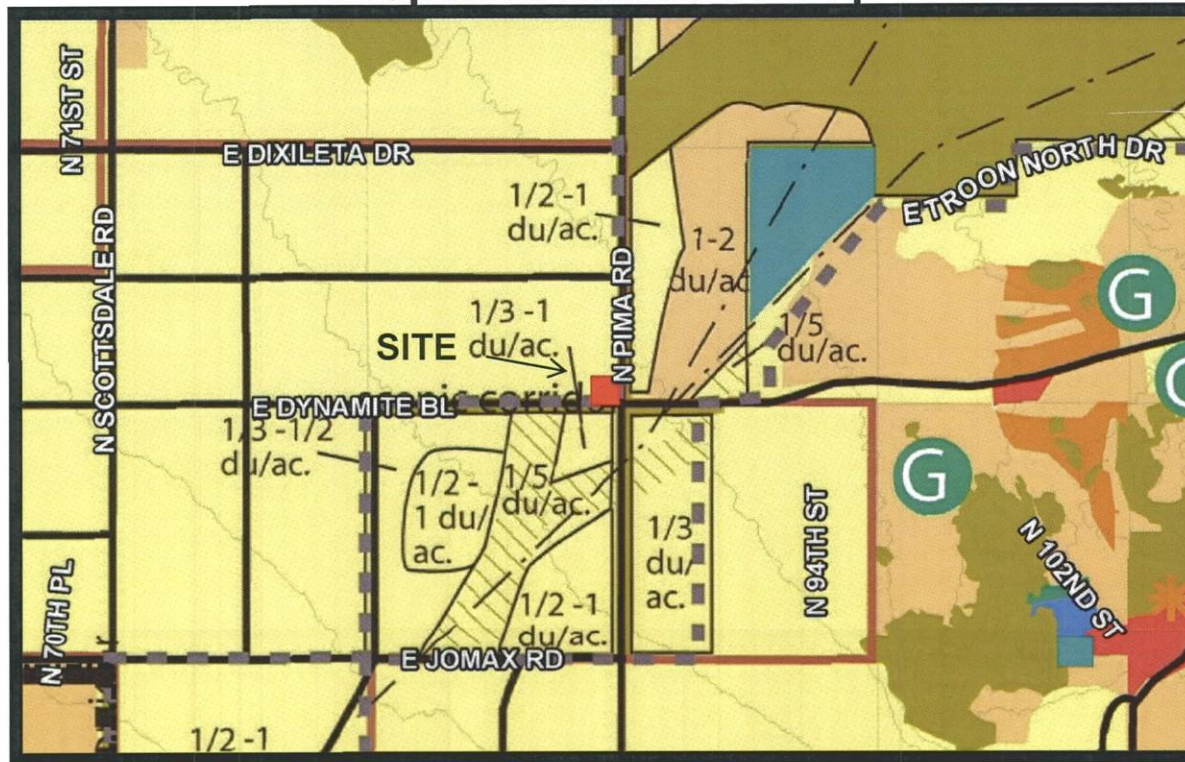 N 71ST ST
E DIXILETA DR
E TROON NORTH DR
1/2 -1
du/ac.
N SCOTTSDALE RD
N PIMA RD
1-2
du/ac
G
1/3 -1
du/ac.
SITE
1/5
du/ac.
G
E DYNAMITE BL
1/3 -1/2
du/ac.
G
1/2 -
1 du/
ac.
1/5
du/ac.
1/3
du/
ac.
N 94TH ST
N 102ND ST
N 70TH PL
1/2 -1
du/ac.
E JOMAX RD
1/2 -1